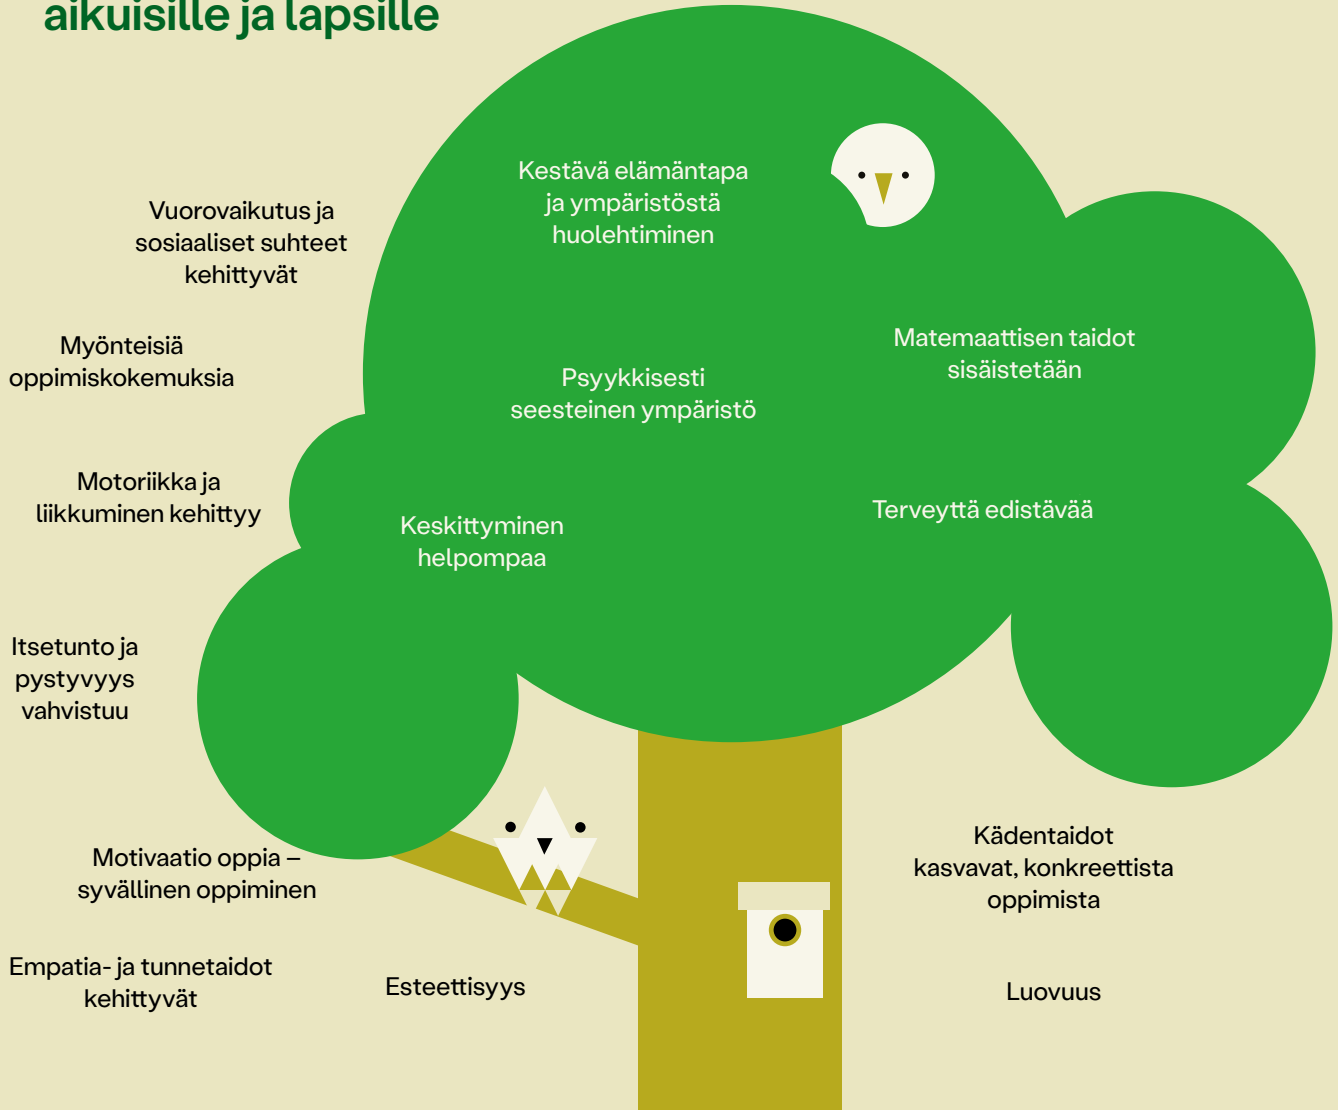 aikuisille ja lapsille
Kestävä elämäntapa
ja ympäristöstä
huolehtiminen
Vuorovaikutus ja
sosiaaliset suhteet
kehittyvät
Myönteisiä
oppimiskokemuksia
Matemaattisen taidot
sisäistetään
Psyykkisesti
seesteinen ympäristö
Motoriikka ja
liikkuminen kehittyy
Keskittyminen
helpompaa
Terveyttä edistävää
Itsetunto ja
pystyvyys
vahvistuu
Motivaatio oppia –
syvällinen oppiminen
Kädentaidot
kasvavat, konkreettista
oppimista
Empatia- ja tunnetaidot
kehittyvät
Esteettisyys
Luovuus